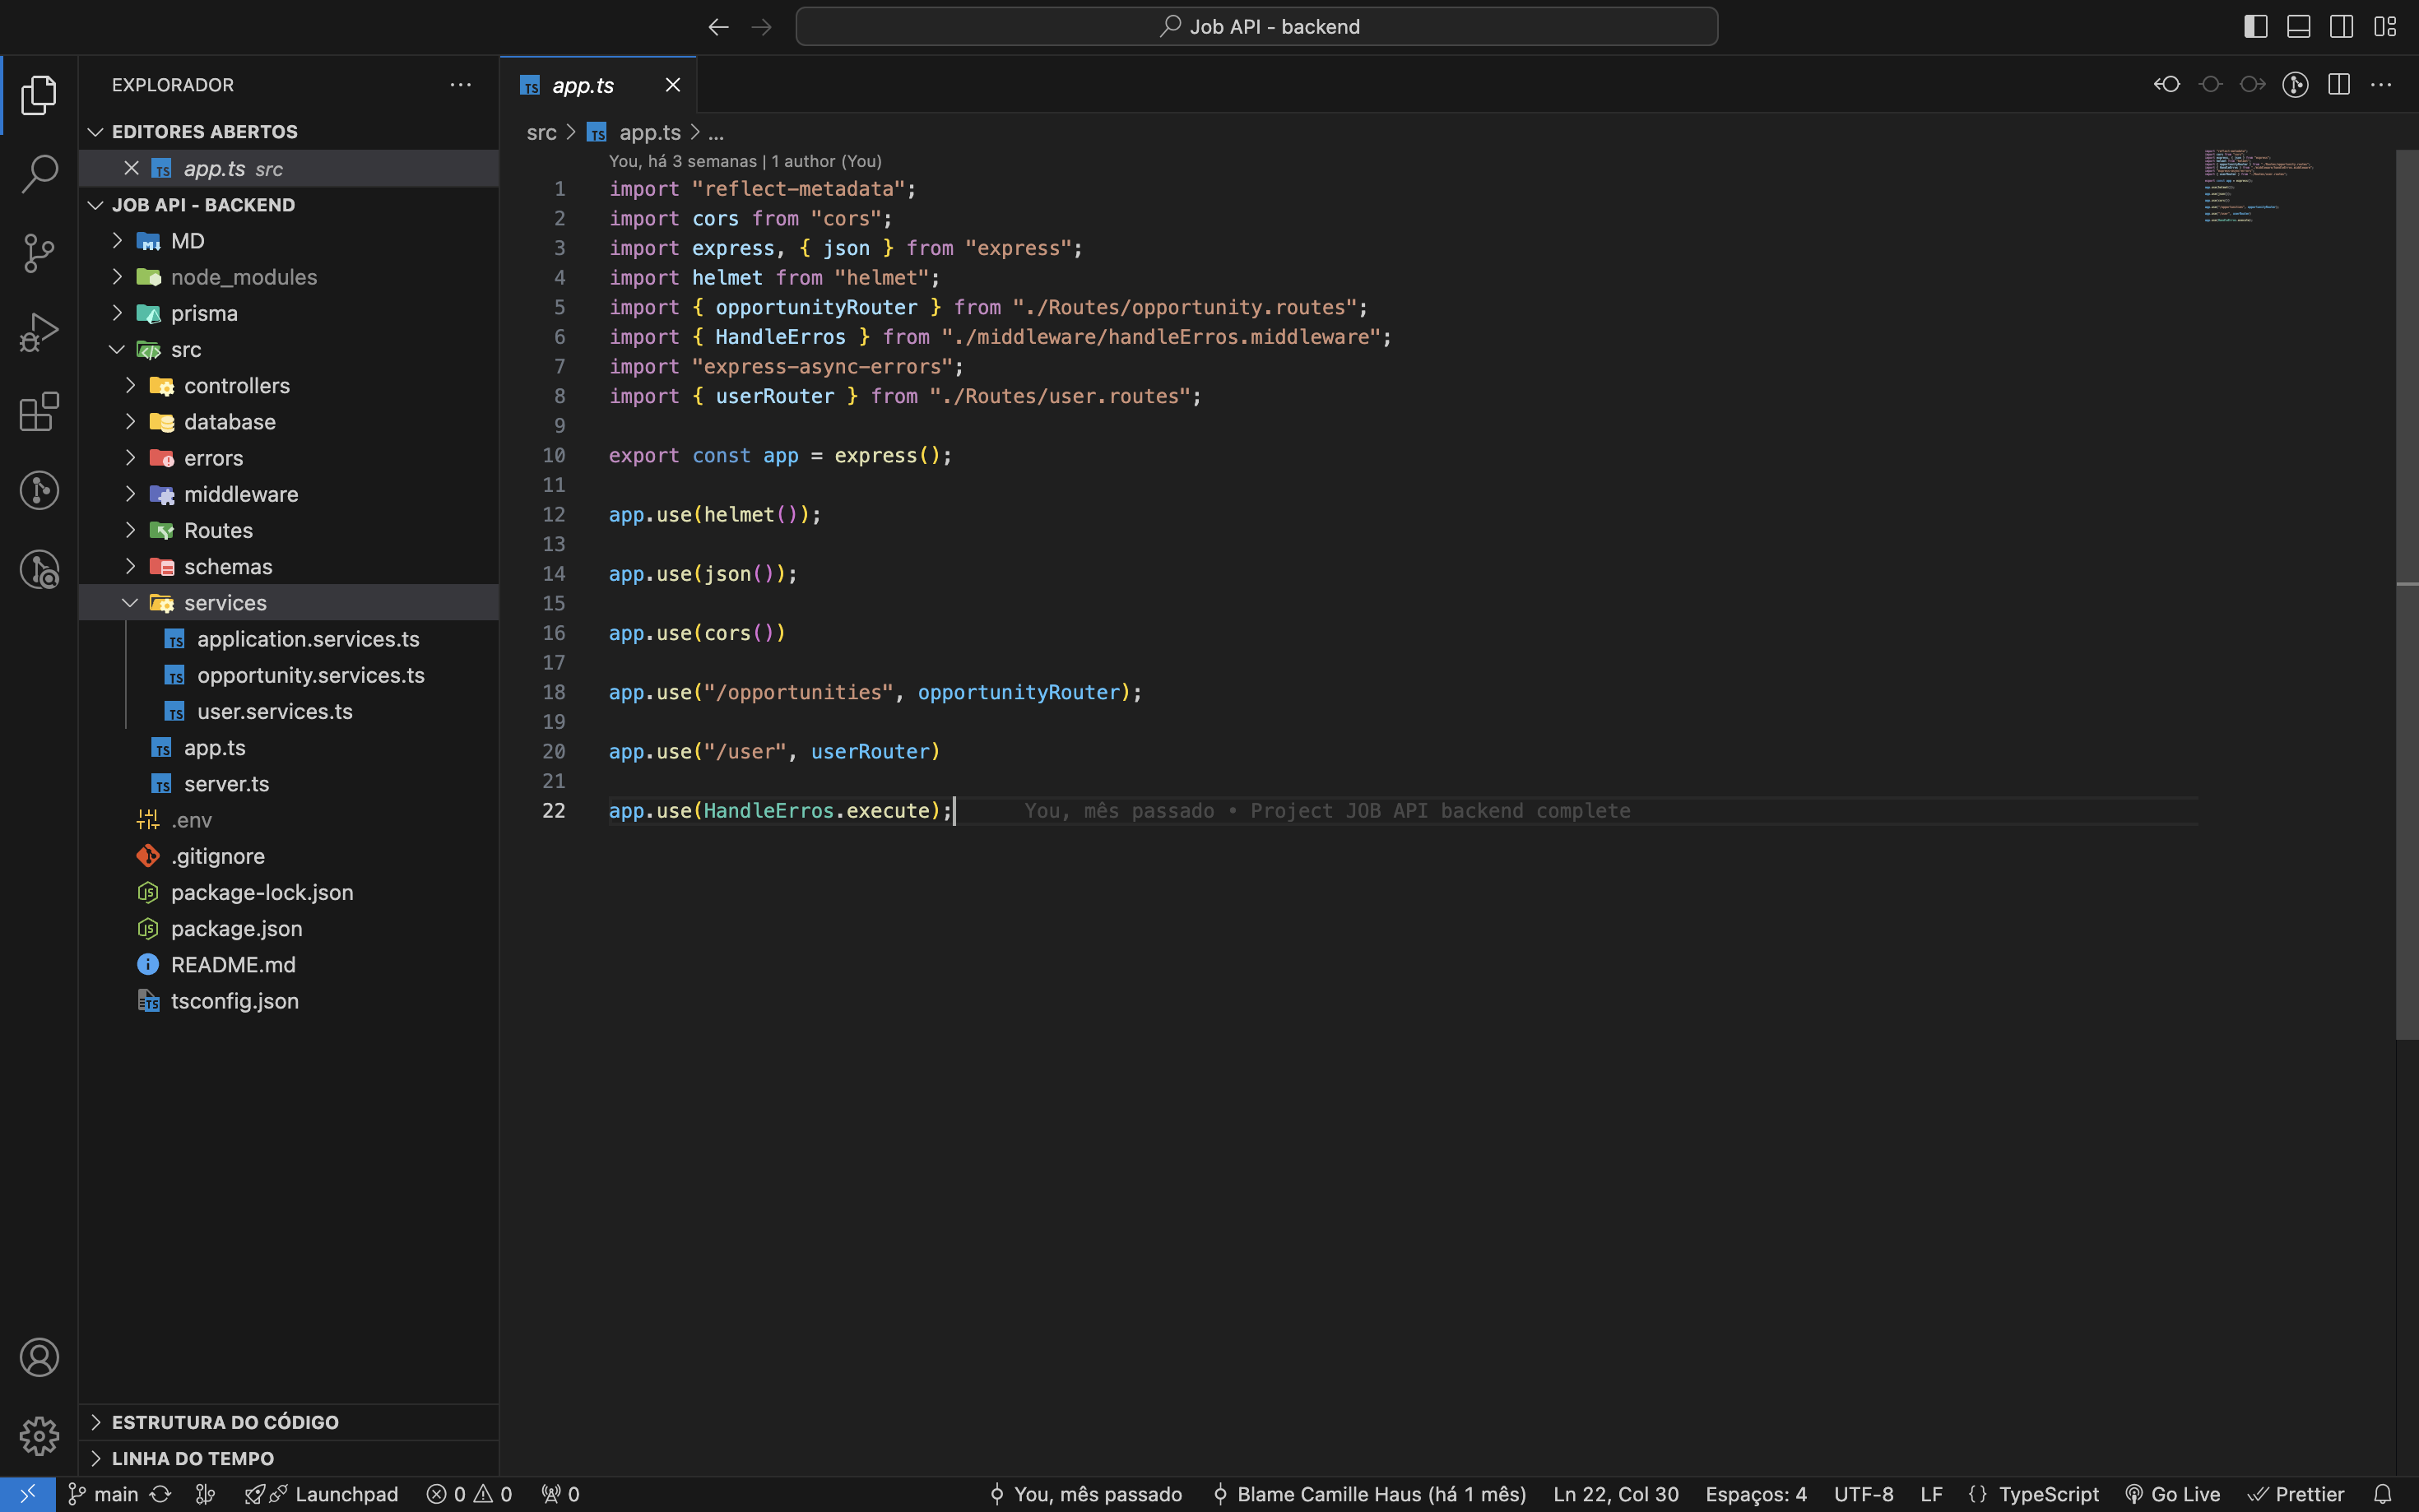 Job API - backend
EXPLORADOR
EDITORES ABERTOS
app.ts src
JOB API - BACKEND
MD
node_modules
prisma
src
controllers
database
errors
middleware
Routes
schemas
services
application.services.ts
opportunity.services.ts
user.services.ts
app.ts
server.ts
.env
.gitignore
package-lock.json
package.json
README.md
tsconfig.json
ESTRUTURA DO CÓDIGO
LINHA DO TEMPO
app.ts
src > app.ts > ...
You, há 3 semanas | 1 author (You)
1 import "reflect-metadata";
2 import cors from "cors";
3 import express, { json } from "express";
4 import helmet from "helmet";
5 import { opportunityRouter } from "./Routes/opportunity.routes";
6 import { HandleErros } from "./middleware/handleErros.middleware";
7 import "express-async-errors";
8 import { userRouter } from "./Routes/user.routes";
9
10 export const app = express();
11
12 app.use(helmet());
13
14 app.use(json());
15
16 app.use(cors())
17
18 app.use("/opportunities", opportunityRouter);
19
20 app.use("/user", userRouter)
21
22 app.use(HandleErros.execute); You, mês passado • Project JOB API backend complete
main Launchpad 0 0 0 You, mês passado Blame Camille Haus (há 1 mês) Ln 22, Col 30 Espaços: 4 UTF-8 LF {} TypeScript Go Live Prettier